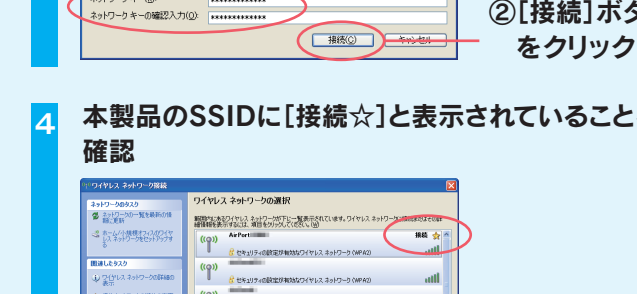 ネットワーク キーの確認入力(O):
*************
②[接続]ボタ
接続(C)
キャンセル
をクリック
4
本製品のSSIDに[接続☆]と表示されていること
確認
ワイヤレス ネットワーク接続
ネットワークのタスク
ネットワークの一覧を最新の情報に更新
ホーム/小規模オフィスのワイヤレス ネットワークをセットアップする
関連したタスク
ワイヤレス ネットワークの詳細の表示
ワイヤレス ネットワークの選択
AirPort
接続
セキュリティの設定が有効なワイヤレス ネットワーク (WPA2)
セキュリティの設定が有効なワイヤレス ネットワーク (WPA2)